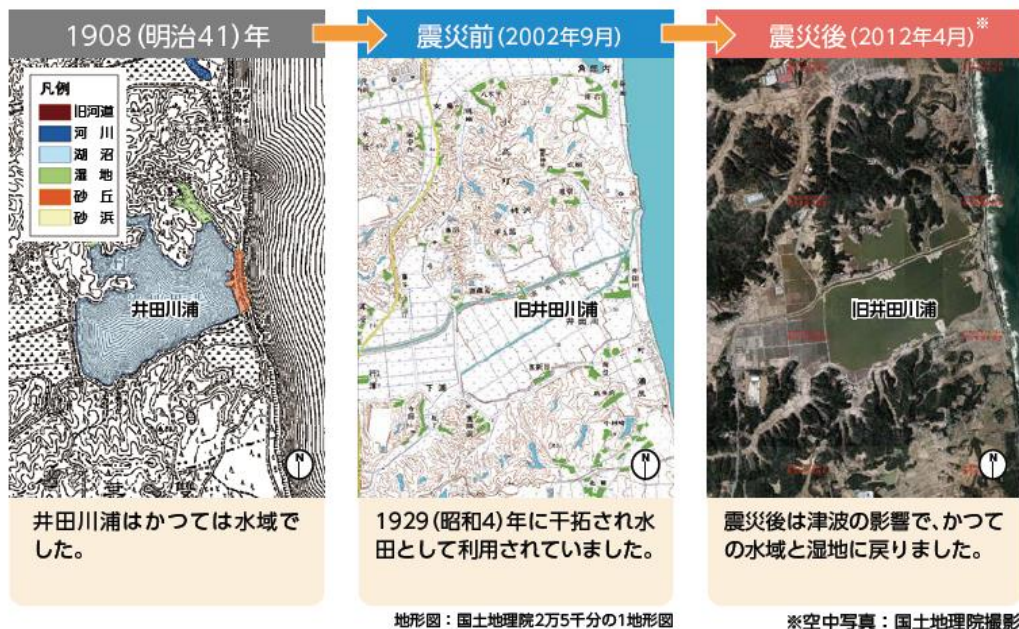 1908(明治41)年
震災前(2002年9月)
震災後(2012年4月)※
凡例
旧河道
河川
湖沼
湿地
砂丘
砂浜
井田川浦
N
旧井田川浦
井田川
下浦
N
旧井田川浦
N
井田川浦はかつては水域で
した。
1929(昭和4)年に干拓され水
田として利用されていました。
震災後は津波の影響で、かつて
の水域と湿地に戻りました。
地形図:国土地理院2万5千分の1地形図
※空中写真:国土地理院撮影